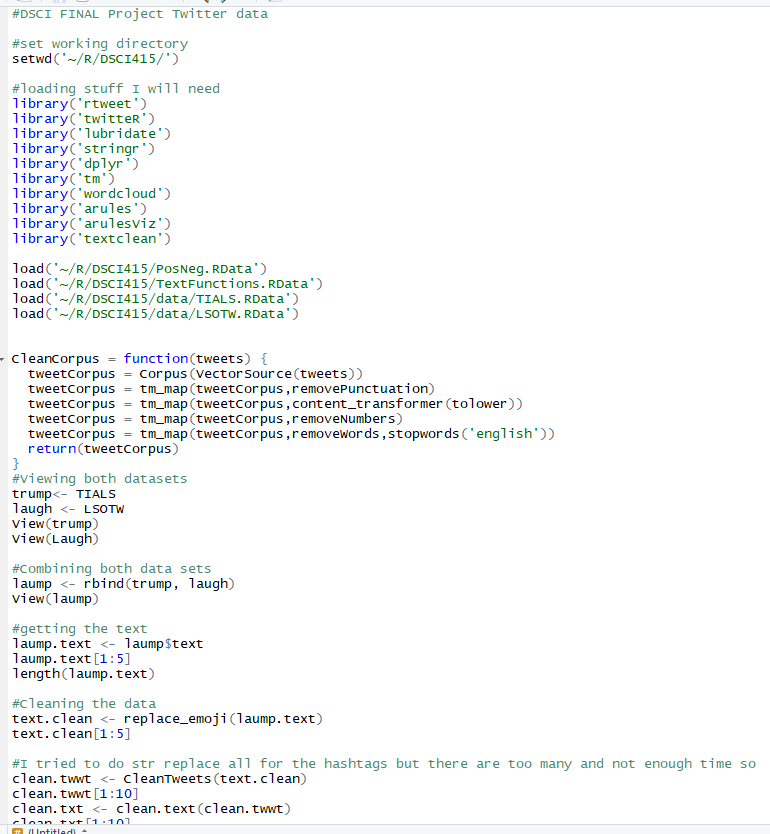 #DSCI FINAL Project Twitter data
#set working directory
setwd('~/R/DSCI415/')
#loading stuff I will need
library('rtweet')
library('twitteR')
library('lubridate')
library('stringr')
library('dplyr')
library('tm')
library('wordcloud')
library('arules')
library('arulesViz')
library('textclean')
load('~/R/DSCI415/PosNeg.RData')
load('~/R/DSCI415/TextFunctions.RData')
load('~/R/DSCI415/data/TIALS.RData')
load('~/R/DSCI415/data/LSOTW.RData')
CleanCorpus = function(tweets) {
  tweetCorpus = Corpus(VectorSource(tweets))
  tweetCorpus = tm_map(tweetCorpus,removePunctuation)
  tweetCorpus = tm_map(tweetCorpus,content_transformer(tolower))
  tweetCorpus = tm_map(tweetCorpus,removeNumbers)
  tweetCorpus = tm_map(tweetCorpus,removeWords,stopwords('english'))
  return(tweetCorpus)
}
#Viewing both datasets
trump<- TIALS
laugh <- LSOTW
View(trump)
View(Laugh)
#Combining both data sets
laump <- rbind(trump, laugh)
View(laump)
#getting the text
laump.text <- laump$text
laump.text[1:5]
length(laump.text)
#Cleaning the data
text.clean <- replace_emoji(laump.text)
text.clean[1:5]
#I tried to do str replace all for the hashtags but there are too many and not enough time so
clean.twwt <- CleanTweets(text.clean)
clean.twwt[1:10]
clean.txt <- clean.text(clean.twwt)
clean.txt[1:10]
# (Untitled)